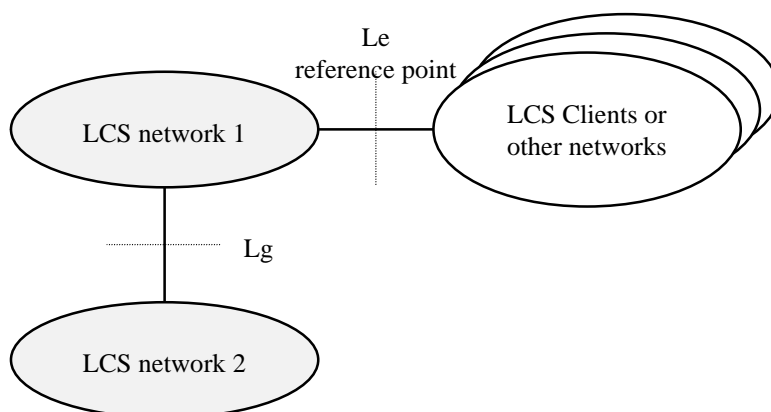 Le
reference point
LCS network 1
LCS Clients or
other networks
Lg
LCS network 2